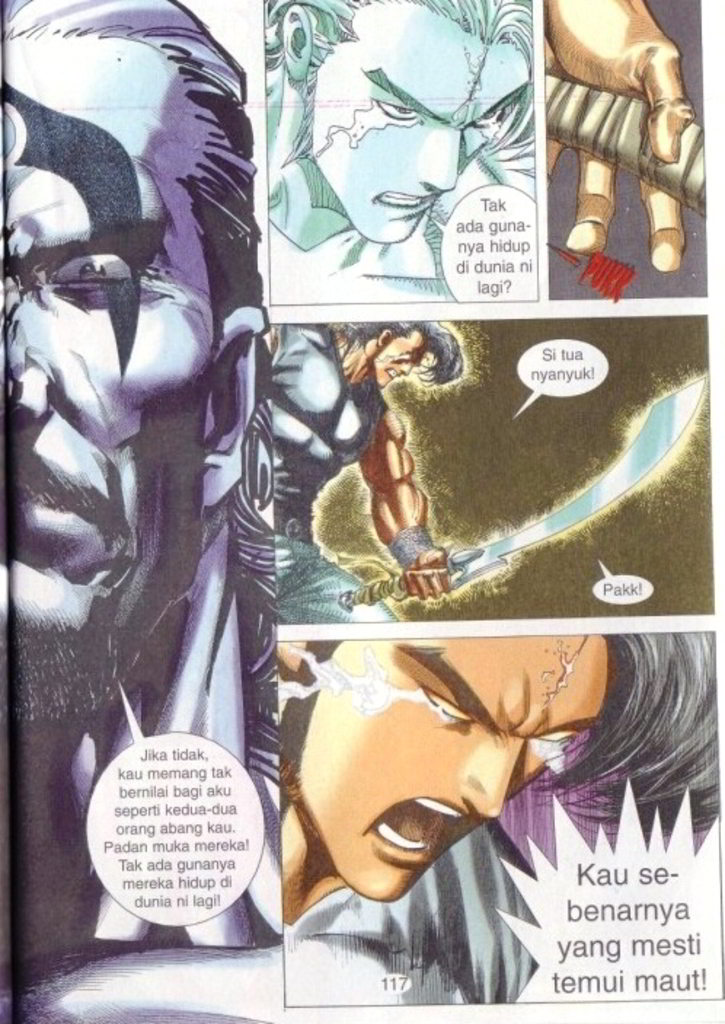 Jika tidak,
kau memang tak
bernilai bagi aku
seperti kedua-dua
orang abang kau.
Padan muka mereka!
Tak ada gunanya
mereka hidup di
dunia ni lagi!
Tak
ada guna-
nya hidup
di dunia ni
lagi?
PUKK
Si tua
nyanyuk!
Pakk!
Kau se-
benarnya
yang mesti
temui maut!
117